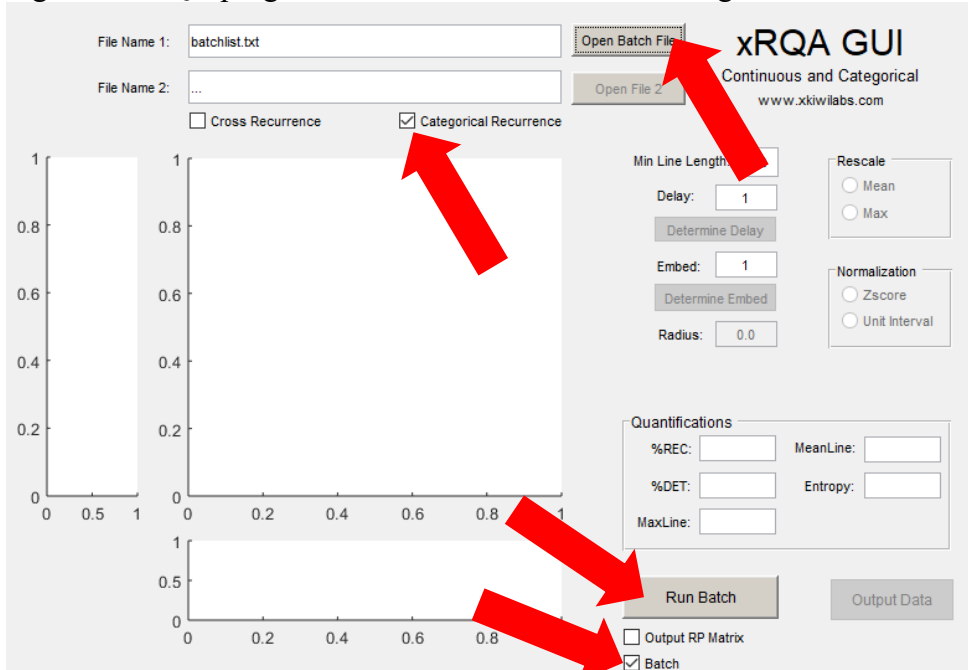 File Name 1: batchlist.txt Open Batch File xRQA GUI
Continuous and Categorical
File Name 2: ... Open File 2 www.xkiwilabs.com
Cross Recurrence Categorical Recurrence
1 1 Min Line Length: Rescale
Mean
Delay: 1
Max
0.8 0.8 Determine Delay
Embed: 1 Normalization
0.6 0.6 Determine Embed Zscore
Unit Interval
Radius: 0.0
0.4 0.4
0.2 0.2 Quantifications
%REC: MeanLine:
%DET: Entropy:
0 0
0 0.5 1 0 0.2 0.4 0.6 0.8 1 MaxLine:
1
0.5 Run Batch Output Data
0
0 0.2 0.4 0.6 0.8 Output RP Matrix
Batch